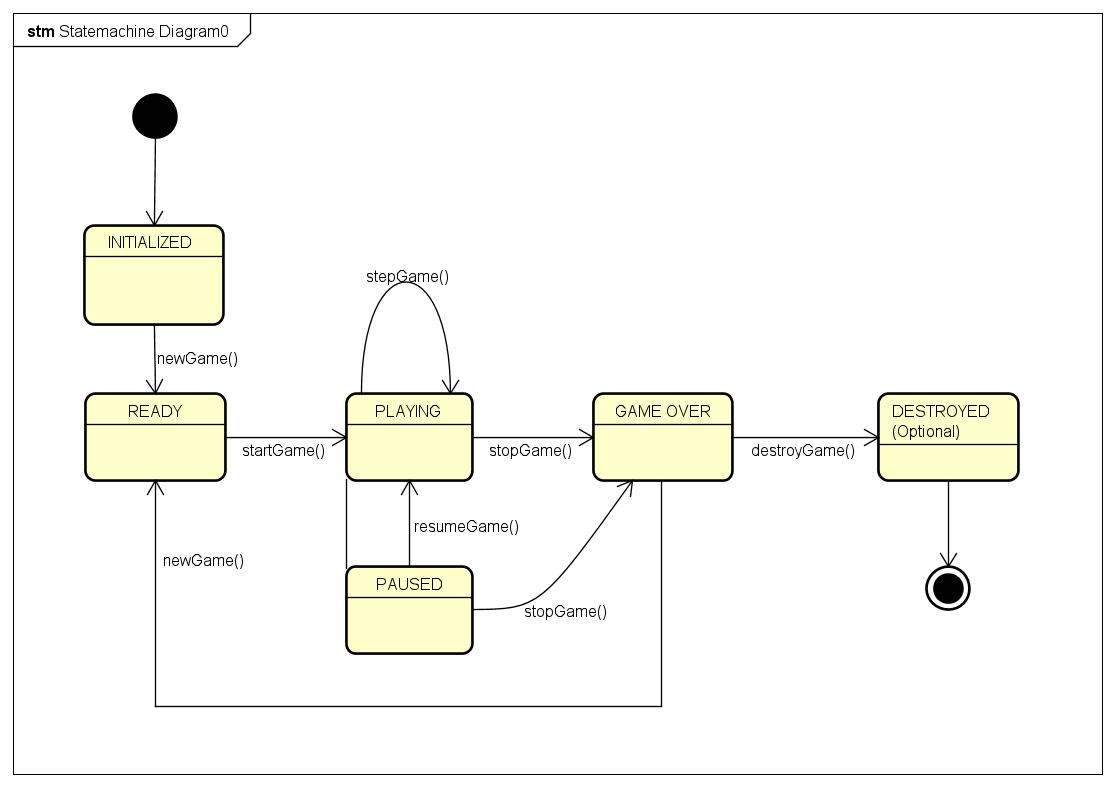 stm Statemachine Diagram0
INITIALIZED
newGame()
stepGame()
READY
startGame()
PLAYING
stopGame()
GAME OVER
destroyGame()
DESTROYED
(Optional)
resumeGame()
newGame()
PAUSED
stopGame()